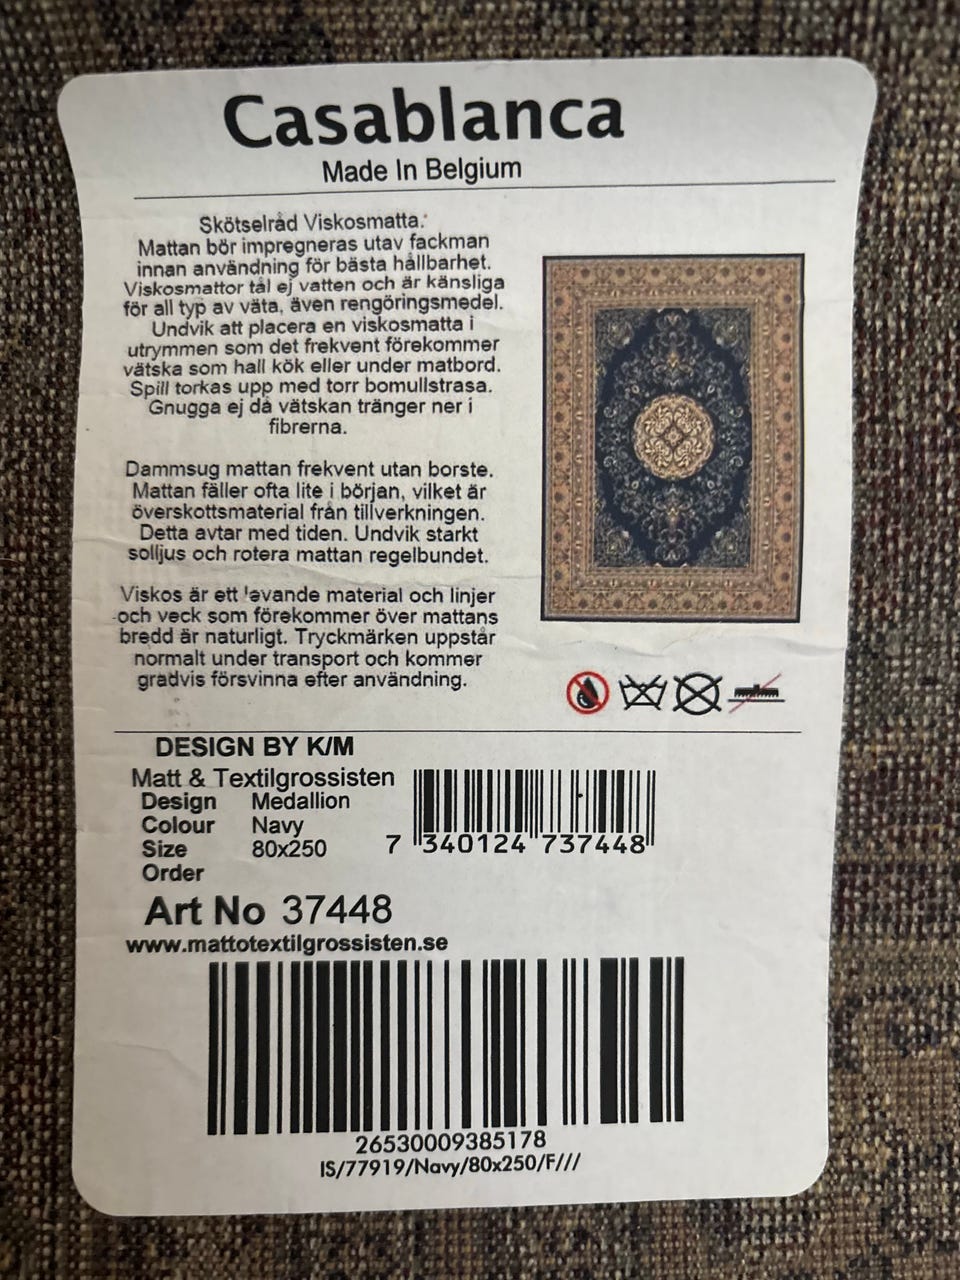 Casablanca
Made In Belgium
Skötselråd Viskosmatta.
Mattan bör impregneras utav fackman
innan användning för bästa hållbarhet.
Viskosmattor tål ej vatten och är känsliga
för all typ av väta, även rengöringsmedel.
Undvik att placera en viskosmatta i
utrymmen som det frekvent förekommer
vätska som hall kök eller under matbord.
Spill torkas upp med torr bomullstrasa.
Gnugga ej då vätskan tränger ner i
fibrerna.
Dammsug mattan frekvent utan borste.
Mattan fäller ofta lite i början, vilket är
överskottsmaterial från tillverkningen.
Detta avtar med tiden. Undvik starkt
solljus och rotera mattan regelbundet.
Viskos är ett levande material och linjer
och veck som förekommer över mattans
bredd är naturligt. Tryckmärken uppstår
normalt under transport och kommer
gradvis försvinna efter användning.
DESIGN BY K/M
Matt & Textilgrossisten
Design Medallion
Colour Navy
Size 80x250
Order
7 340124 737448
Art No 37448
www.mattotextilgrossisten.se
26530009385178
IS/77919/Navy/80x250/F///